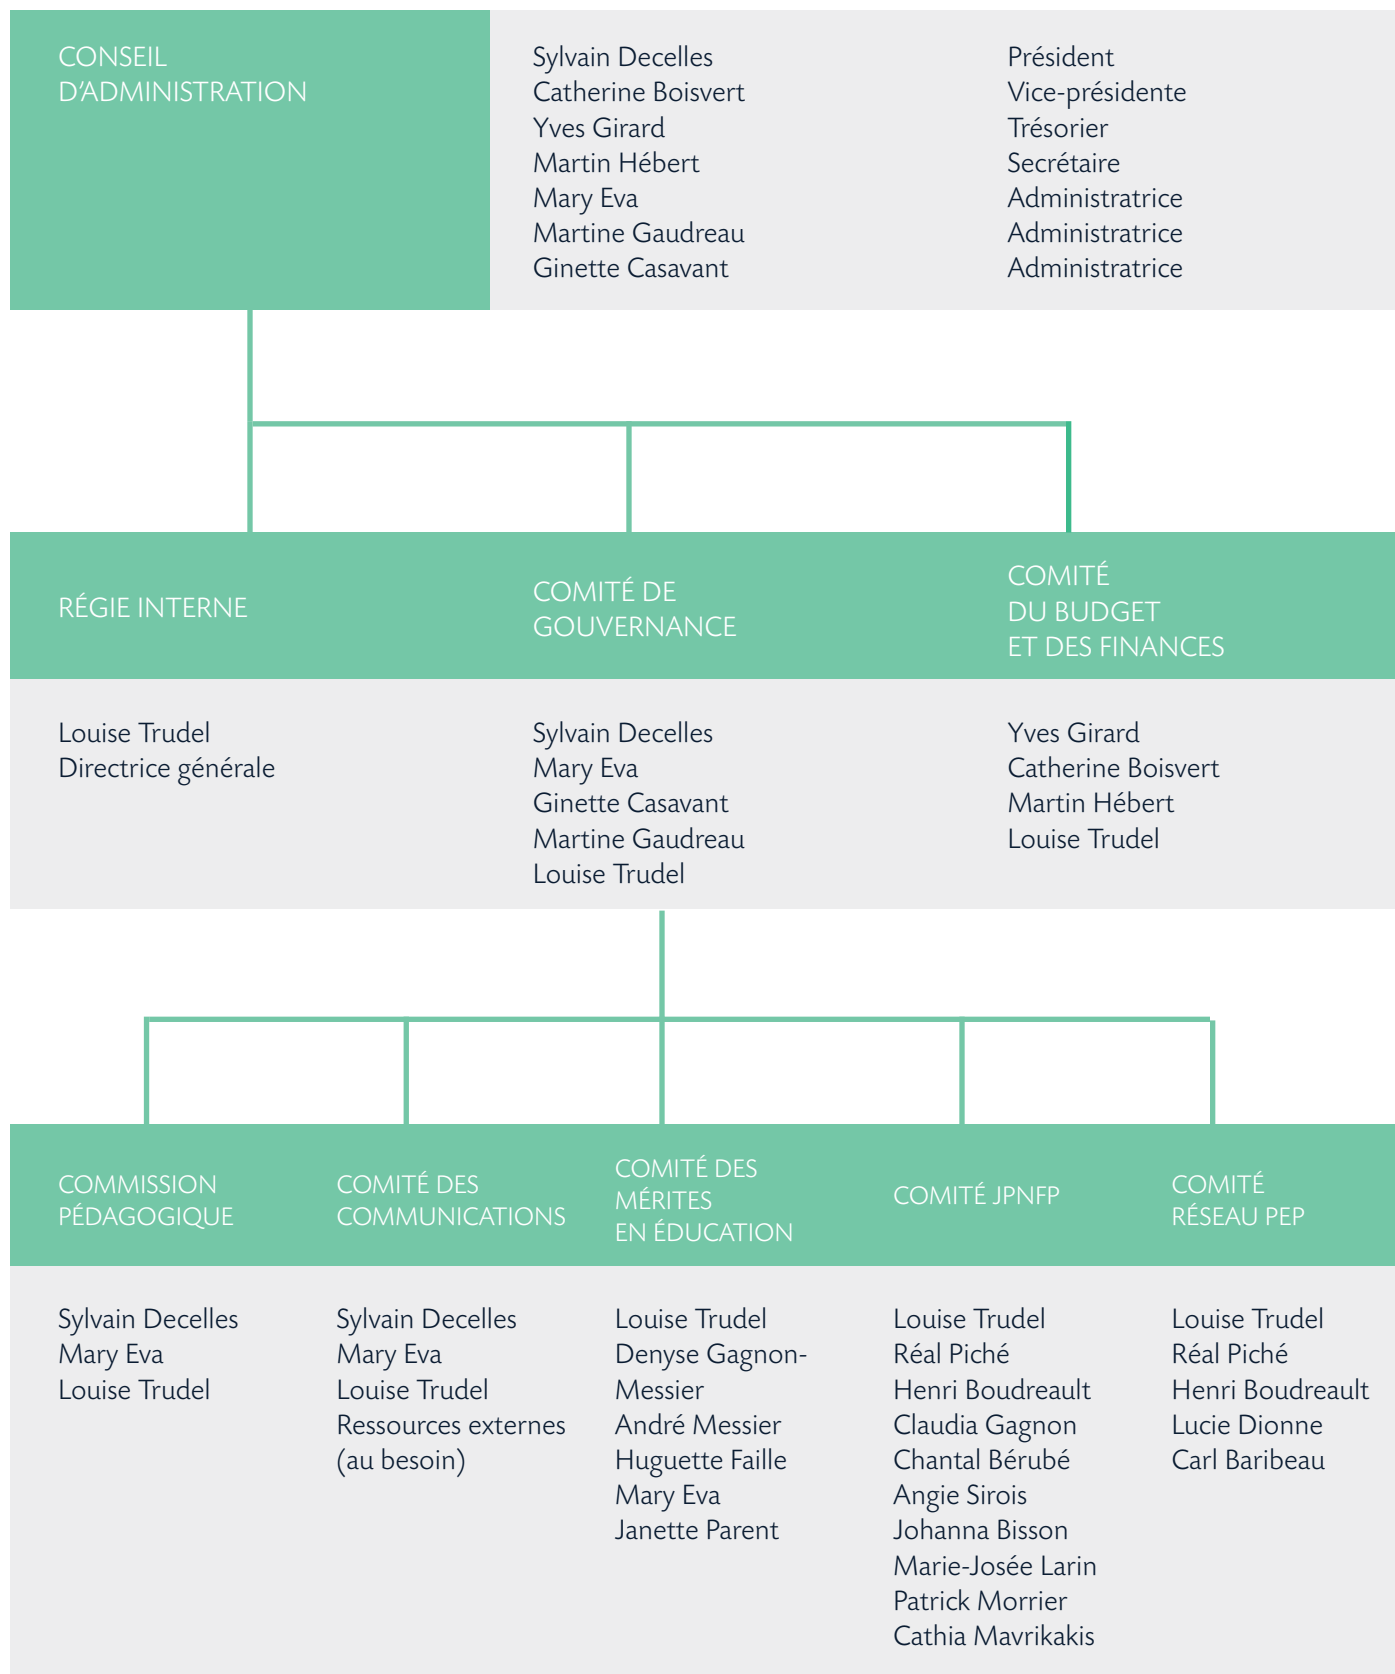 CONSEIL
D'ADMINISTRATION
Sylvain Decelles
Catherine Boisvert
Yves Girard
Martin Hébert
Mary Eva
Martine Gaudreau
Ginette Casavant
Président
Vice-présidente
Trésorier
Secrétaire
Administratrice
Administratrice
Administratrice
RÉGIE INTERNE
Louise Trudel
Directrice générale
COMITÉ DE
GOUVERNANCE
Sylvain Decelles
Mary Eva
Ginette Casavant
Martine Gaudreau
Louise Trudel
COMITÉ
DU BUDGET
ET DES FINANCES
Yves Girard
Catherine Boisvert
Martin Hébert
Louise Trudel
COMMISSION
PÉDAGOGIQUE
Sylvain Decelles
Mary Eva
Louise Trudel
COMITÉ DES
COMMUNICATIONS
Sylvain Decelles
Mary Eva
Louise Trudel
Ressources externes
(au besoin)
COMITÉ DES
MÉRITES
EN ÉDUCATION
Louise Trudel
Denyse Gagnon-
Messier
André Messier
Huguette Faille
Mary Eva
Janette Parent
COMITÉ JPNFP
Louise Trudel
Réal Piché
Henri Boudreault
Claudia Gagnon
Chantal Bérubé
Angie Sirois
Johanna Bisson
Marie-Josée Larin
Patrick Morrier
Cathia Mavrikakis
COMITÉ
RÉSEAU PEP
Louise Trudel
Réal Piché
Henri Boudreault
Lucie Dionne
Carl Baribeau